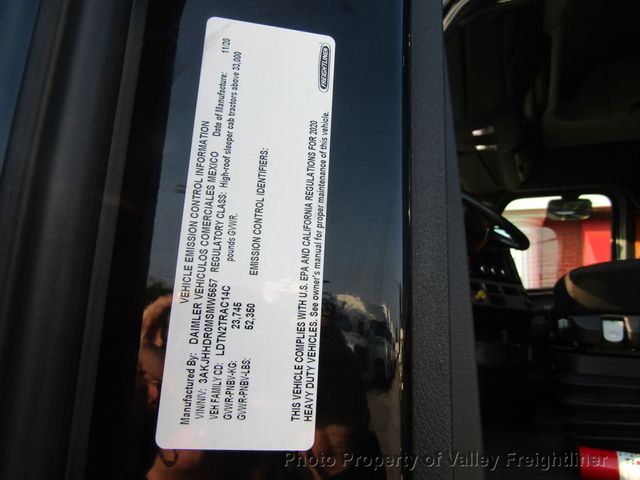 VEHICLE EMISSION CONTROL INFORMATION
Manufactured By: DAIMLER VEHICULOS COMERCIALES MEXICO Date of Manufacture: 11/20
VIN/NIV: 3AKJHHDR0MSMW5657 REGULATORY CLASS: High-roof sleeper cab tractors above 33,000
VEH FAMILY CD: LDTN2TRAC14C pounds GVWR.
GVWR-PNBV-KG: 23,745
GVWR-PNBV-LBS: 52,350 EMISSION CONTROL IDENTIFIERS:
THIS VEHICLE COMPLIES WITH U.S. EPA AND CALIFORNIA REGULATIONS FOR 2020
HEAVY DUTY VEHICLES. See owner's manual for proper maintenance of this vehicle.
FREIGHTLINER
Photo Property of Valley Freightliner